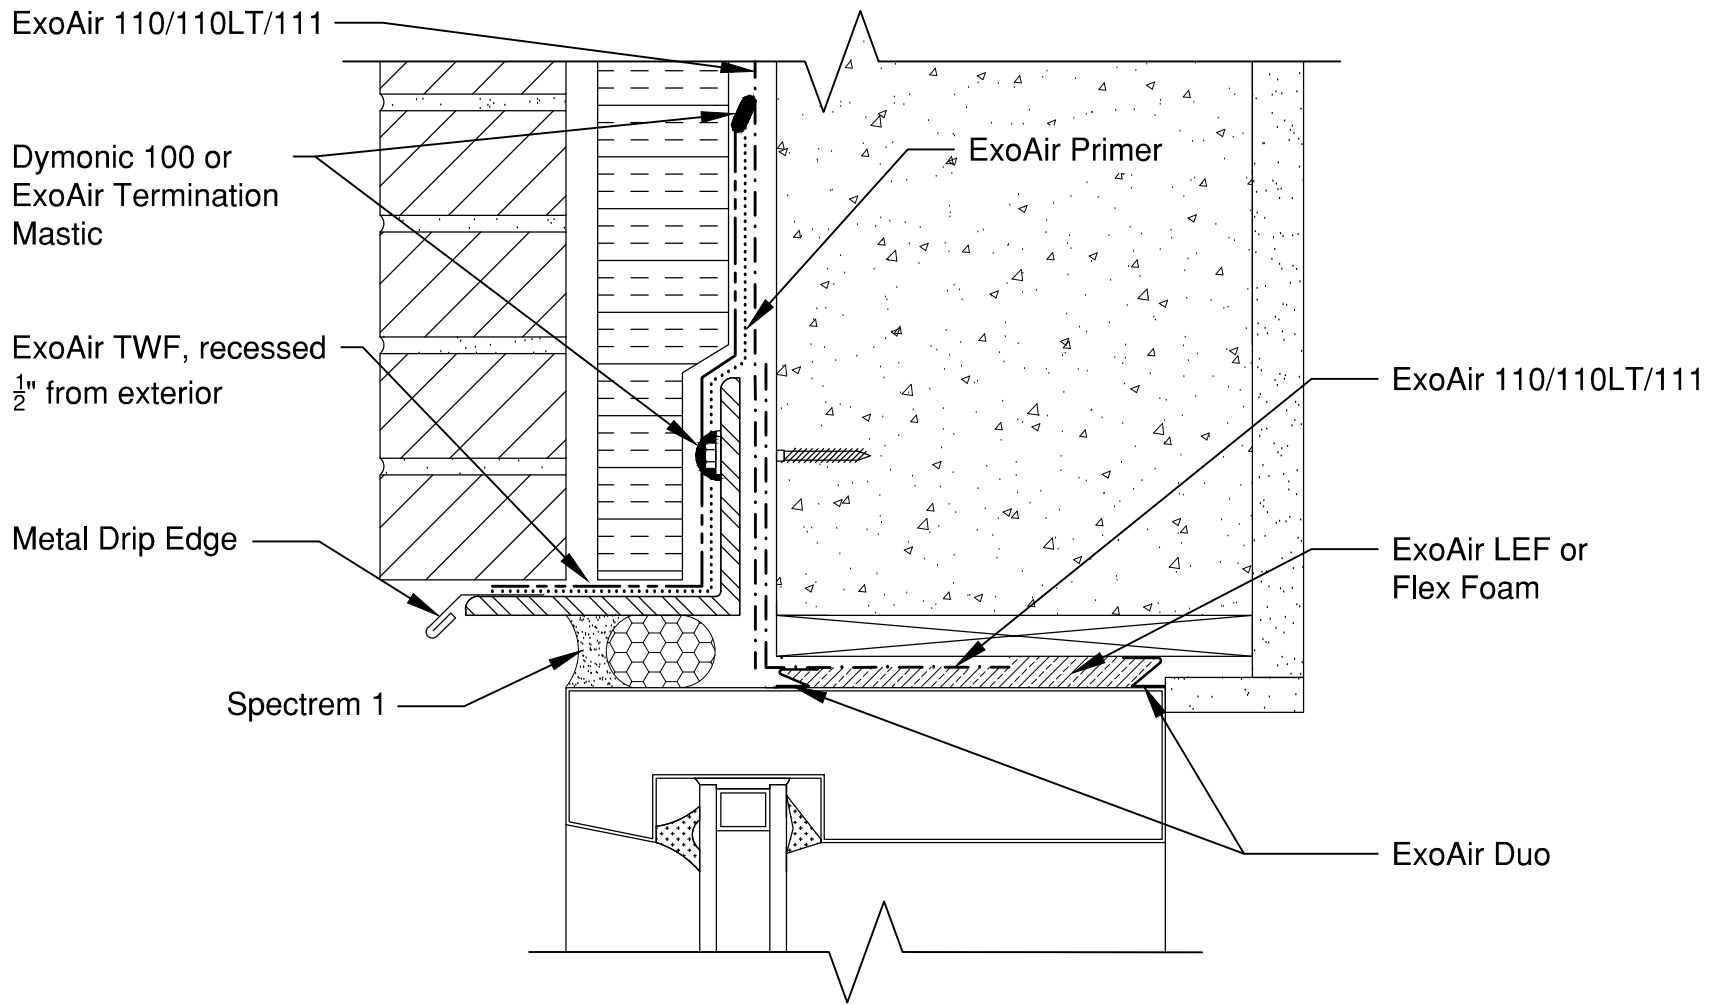 ExoAir 110/110LT/111
Dymonic 100 or
ExoAir Termination
Mastic
ExoAir TWF, recessed
1/2" from exterior
Metal Drip Edge
Spectrem 1
ExoAir Primer
ExoAir 110/110LT/111
ExoAir LEF or
Flex Foam
ExoAir Duo